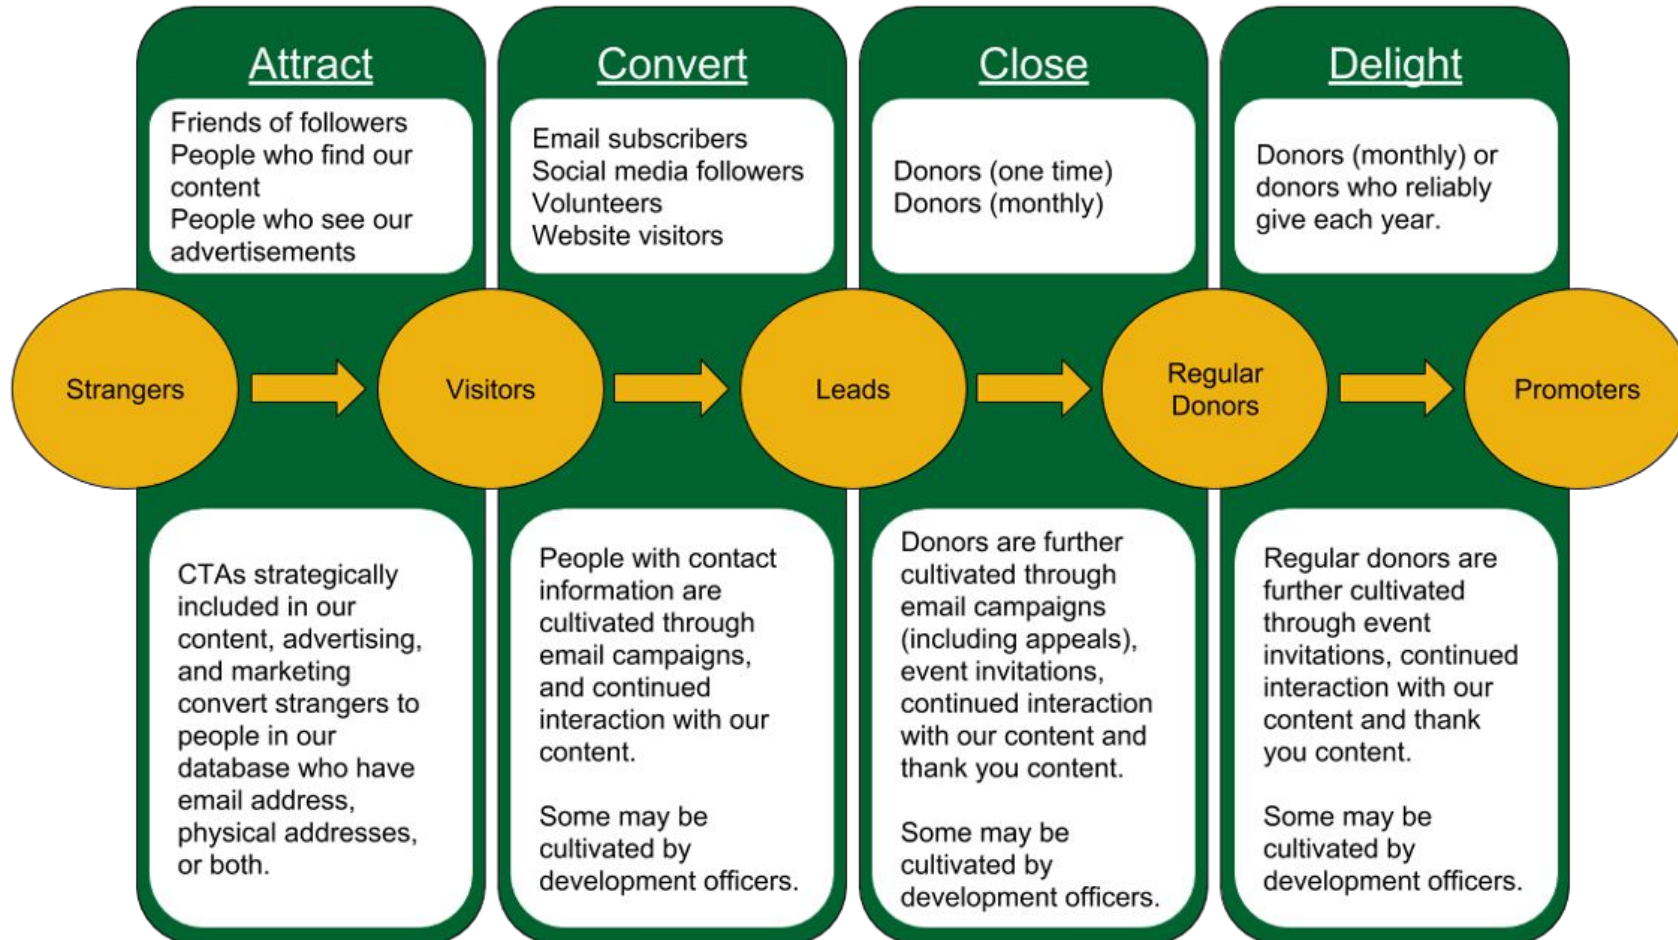 Attract
Friends of followers
People who find our
content
People who see our
advertisements
Convert
Email subscribers
Social media followers
Volunteers
Website visitors
Close
Donors (one time)
Donors (monthly)
Delight
Donors (monthly) or
donors who reliably
give each year.
Strangers
Visitors
Leads
Regular
Donors
Promoters
CTAs strategically
included in our
content, advertising,
and marketing
convert strangers to
people in our
database who have
email address,
physical addresses,
or both.
People with contact
information are
cultivated through
email campaigns,
and continued
interaction with our
content.
Some may be
cultivated by
development officers.
Donors are further
cultivated through
email campaigns
(including appeals),
event invitations,
continued interaction
with our content and
thank you content.
Some may be
cultivated by
development officers.
Regular donors are
further cultivated
through event
invitations, continued
interaction with our
content and thank
you content.
Some may be
cultivated by
development officers.